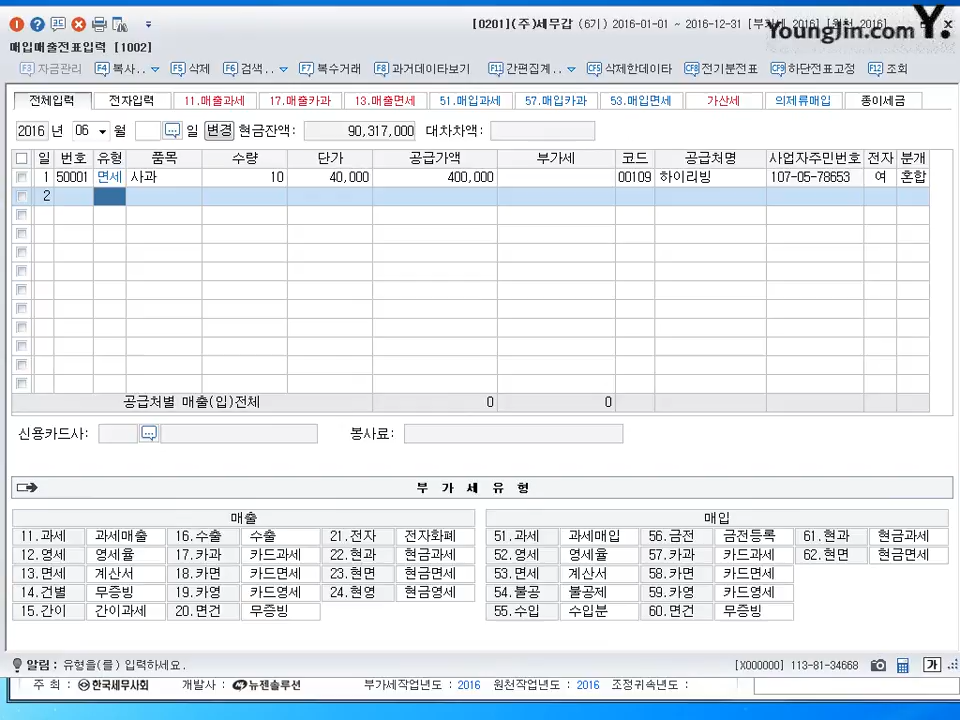 [0201](주)세무갑 (6기) 2016-01-01 ~ 2016-12-31 [부가세 2016] [원천 2016]
YoungJin.com Y.
매입매출전표입력 [1002]
F3 자금관리 F4 복사.. F5 삭제 F6 검색.. F7 복수거래 F8 과거데이타보기 F11 간편집계.. CF5 삭제한데이타 CF8 전기분전표 CF9 하단전표고정 F12 조회
전체입력 전자입력 11.매출과세 17.매출카과 13.매출면세 51.매입과세 57.매입카과 53.매입면세 가산세 의제류매입 종이세금
2016 년 06 월 일 변경 현금잔액: 90,317,000 대차차액:
일 번호 유형 품목 수량 단가 공급가액 부가세 코드 공급처명 사업자주민번호 전자 분개
1 50001 면세 사과 10 40,000 400,000 00109 하이리빙 107-05-78653 여 혼합
2
공급처별 매출(입)전체 0 0
신용카드사: 봉사료:
부 가 세 유 형
매출 매입
11.과세 과세매출 16.수출 수출 21.전자 전자화폐 51.과세 과세매입 56.금전 금전등록 61.현과 현금과세
12.영세 영세율 17.카과 카드과세 22.현과 현금과세 52.영세 영세율 57.카과 카드과세 62.현면 현금면세
13.면세 계산서 18.카면 카드면세 23.현면 현금면세 53.면세 계산서 58.카면 카드면세
14.건별 무증빙 19.카영 카드영세 24.현영 현금영세 54.불공 불공제 59.카영 카드영세
15.간이 간이과세 20.면건 무증빙 55.수입 수입분 60.면건 무증빙
알림 : 유형을(를) 입력하세요. [X00000] 113-81-34668 가
주 최 : 한국세무사회 개발사 : 뉴젠솔루션 부가세작업년도 : 2016 원천작업년도 : 2016 조정귀속년도 :